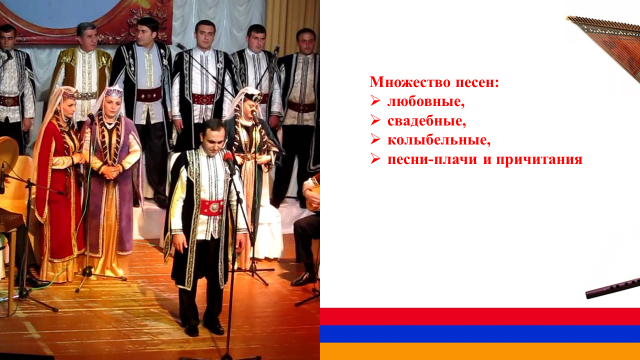 Множество песен:
➢ любовные,
➢ свадебные,
➢ колыбельные,
➢ песни-плачи и причитания